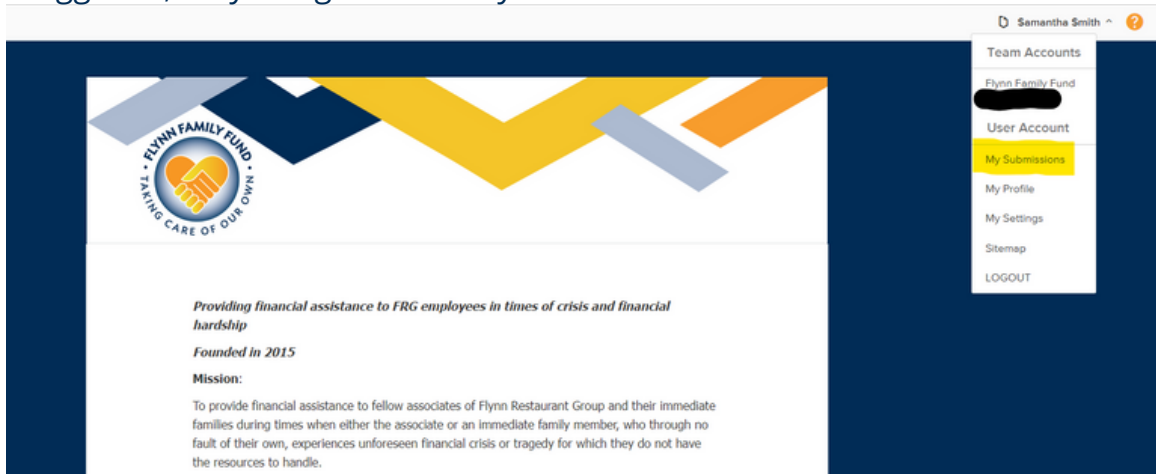 Samantha Smith
Team Accounts
Flynn Family Fund
User Account
My Submissions
My Profile
My Settings
Sitemap
LOGOUT
FLYNN FAMILY FUND
TAKING CARE OF OUR OWN
Providing financial assistance to FRG employees in times of crisis and financial
hardship
Founded in 2015
Mission:
To provide financial assistance to fellow associates of Flynn Restaurant Group and their immediate
families during times when either the associate or an immediate family member, who through no
fault of their own, experiences unforeseen financial crisis or tragedy for which they do not have
the resources to handle.